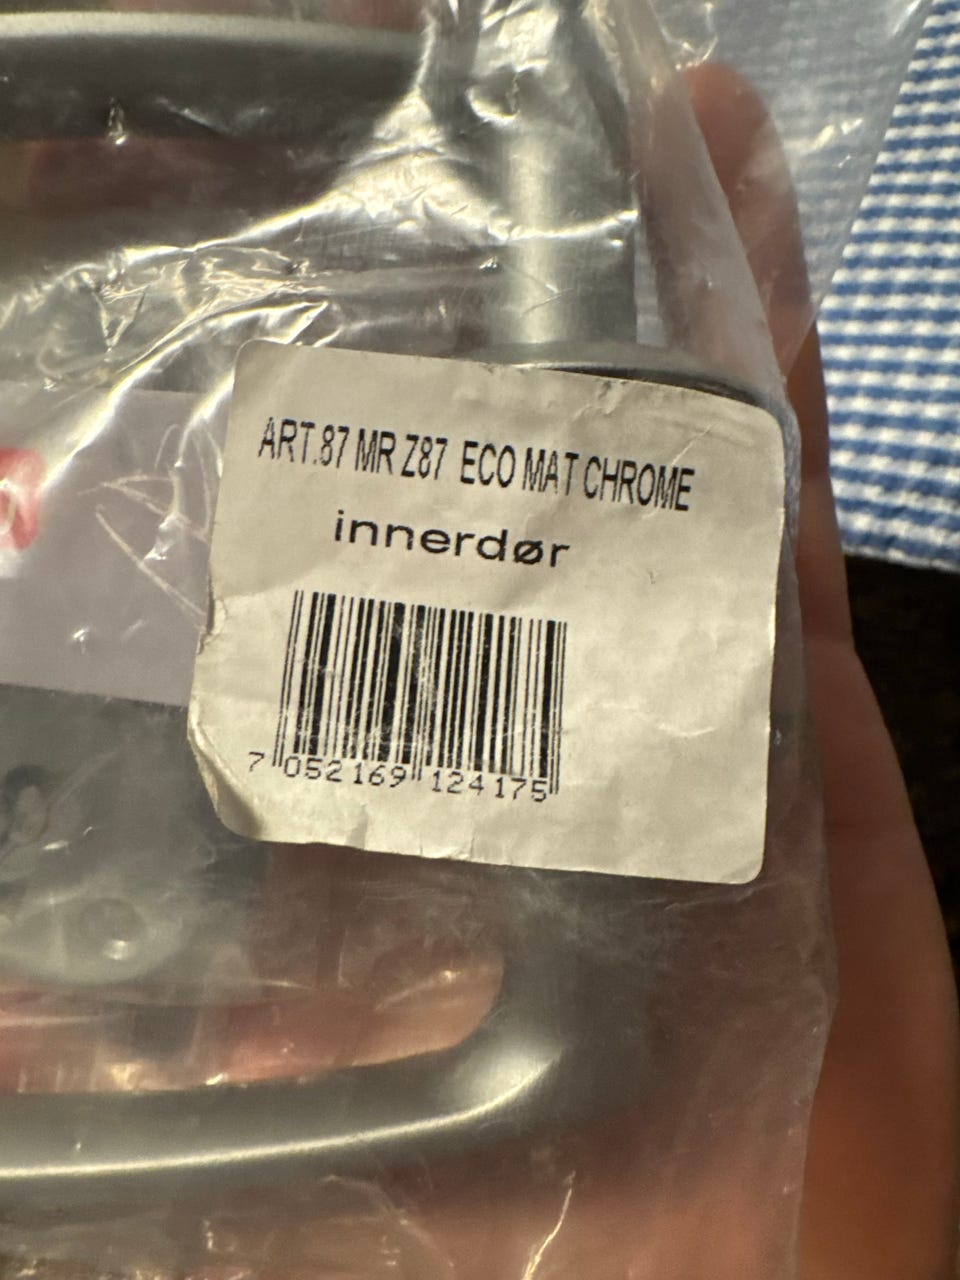 ART.87 MR Z87 ECO MAT CHROME
innerdør
7 052169 124175